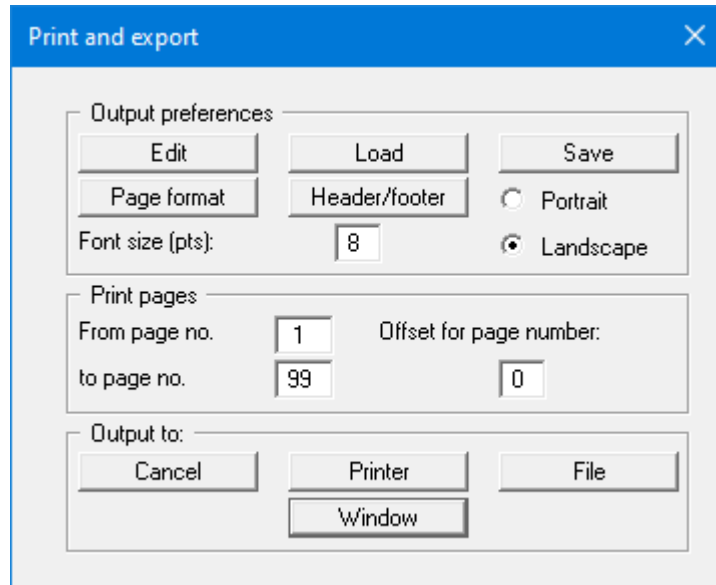 Print and export
Output preferences
Edit Load Save
Page format Header/footer Portrait
Font size (pts): 8 Landscape
Print pages
From page no. 1 Offset for page number:
to page no. 99 0
Output to:
Cancel Printer File
Window